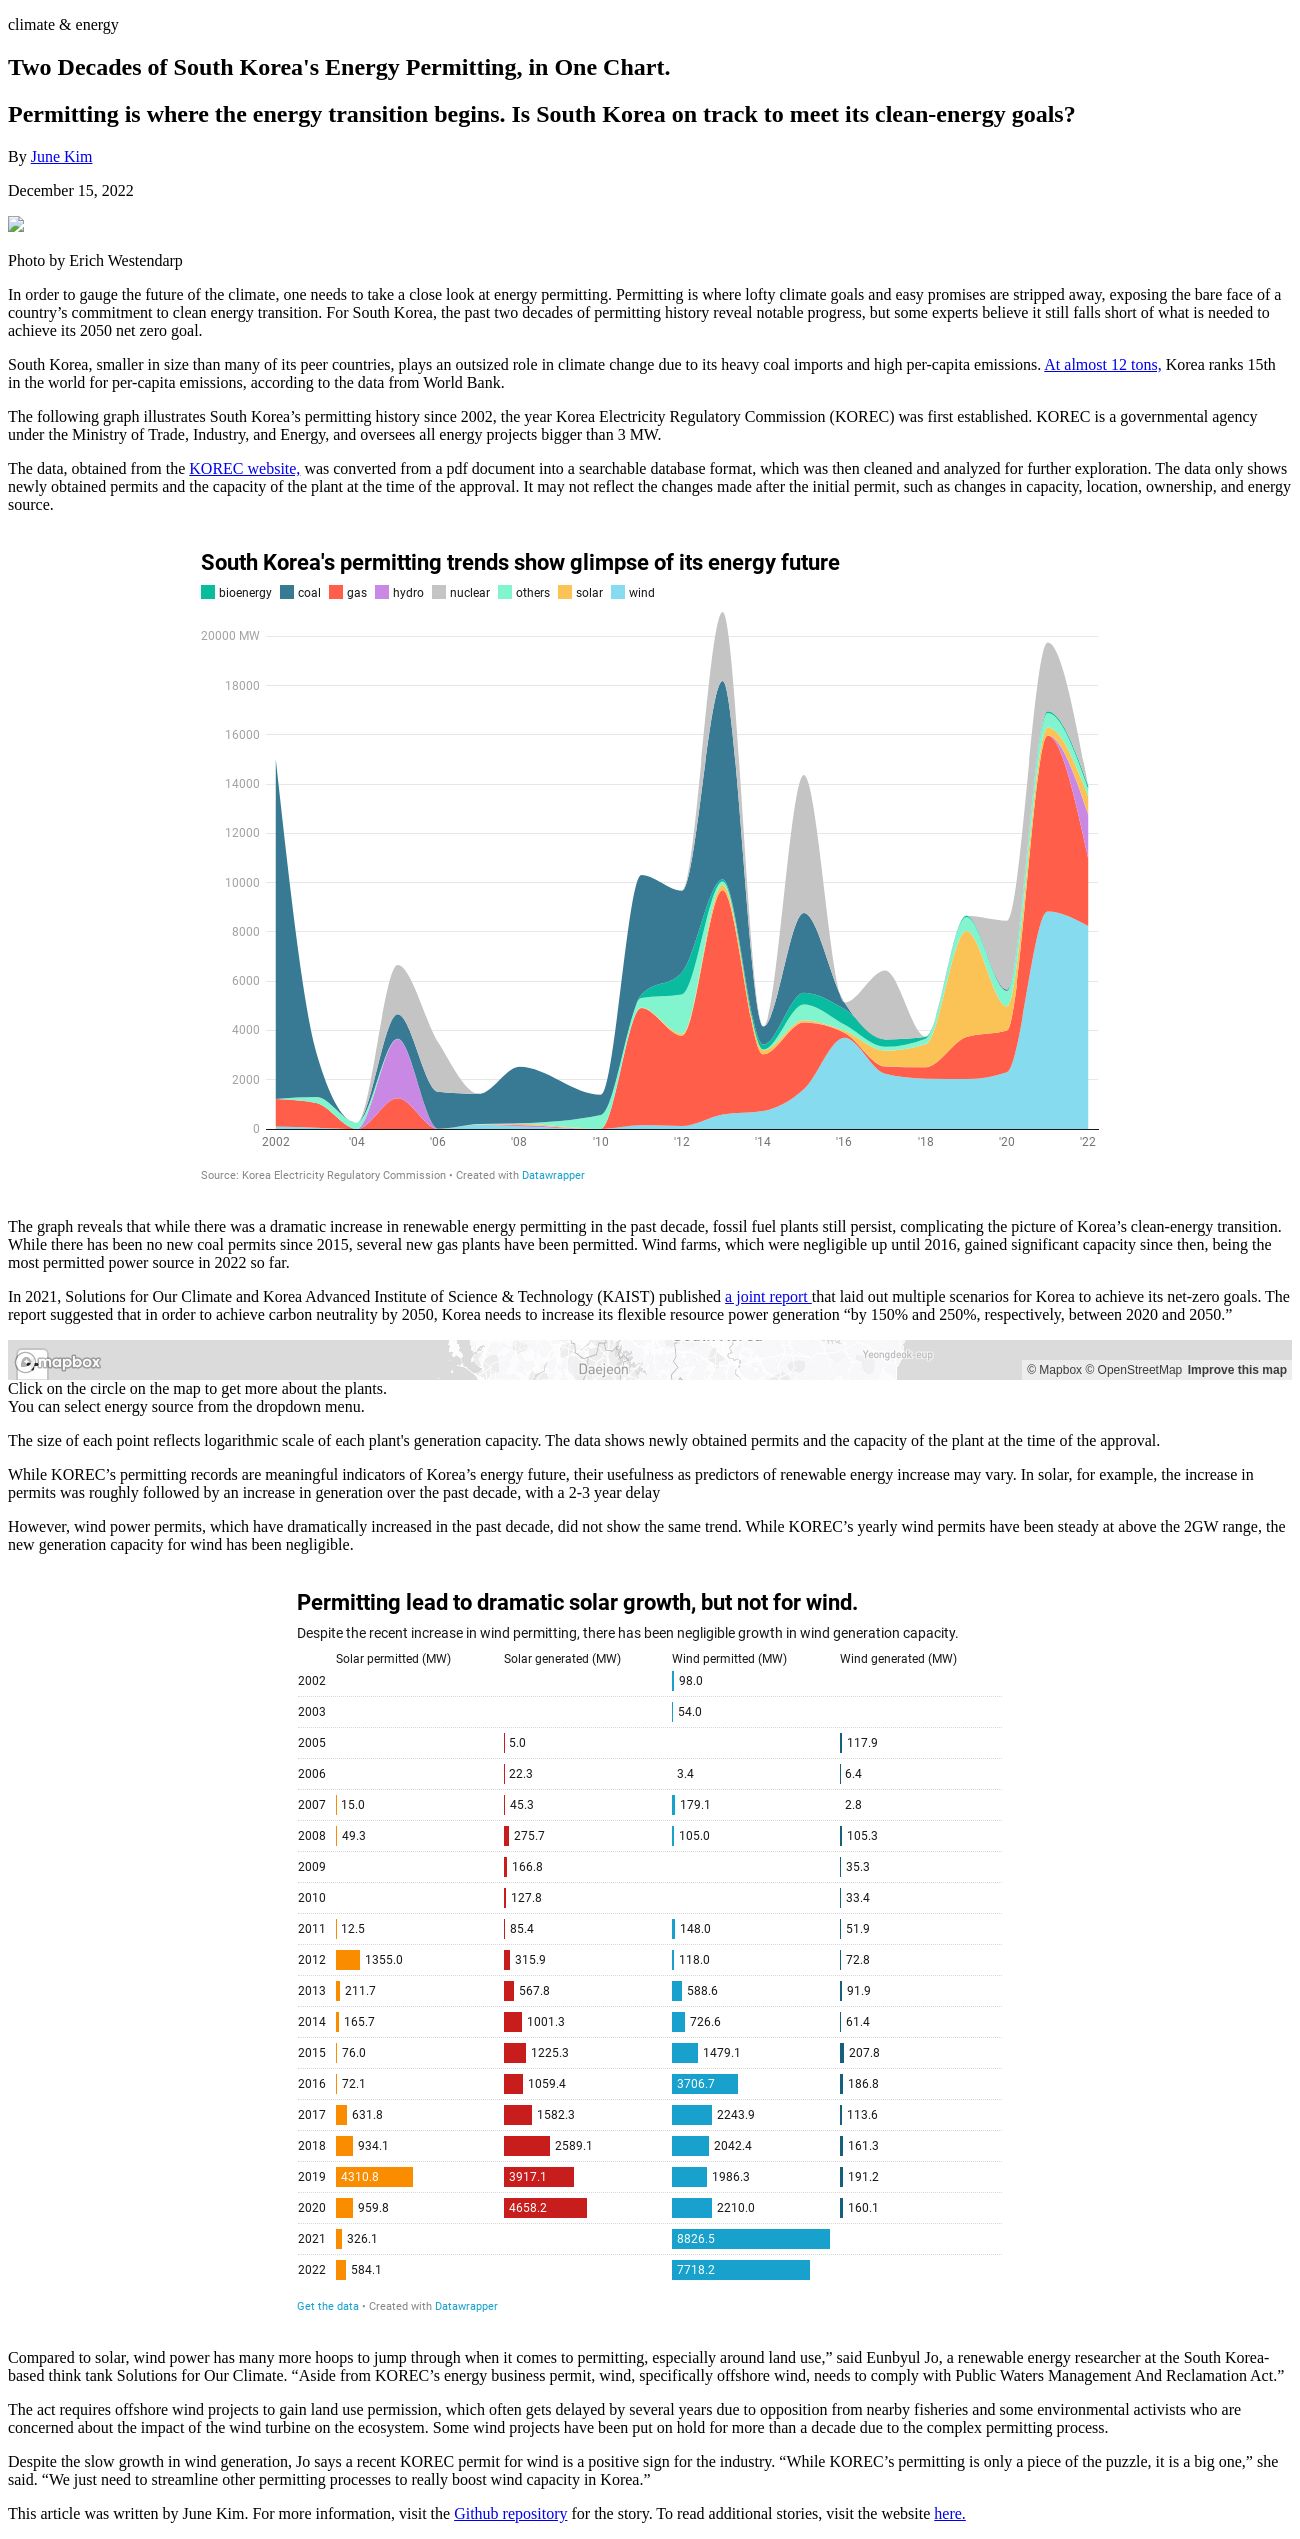 climate & energy
Two Decades of South Korea's Energy Permitting, in One Chart.
Permitting is where the energy transition begins. Is South Korea on track to meet its clean-energy goals?
By June Kim
December 15, 2022
Photo by Erich Westendarp
In order to gauge the future of the climate, one needs to take a close look at energy permitting. Permitting is where lofty climate goals and easy promises are stripped away, exposing the bare face of a
country’s commitment to clean energy transition. For South Korea, the past two decades of permitting history reveal notable progress, but some experts believe it still falls short of what is needed to
achieve its 2050 net zero goal.
South Korea, smaller in size than many of its peer countries, plays an outsized role in climate change due to its heavy coal imports and high per-capita emissions. At almost 12 tons, Korea ranks 15th
in the world for per-capita emissions, according to the data from World Bank.
The following graph illustrates South Korea’s permitting history since 2002, the year Korea Electricity Regulatory Commission (KOREC) was first established. KOREC is a governmental agency
under the Ministry of Trade, Industry, and Energy, and oversees all energy projects bigger than 3 MW.
The data, obtained from the KOREC website, was converted from a pdf document into a searchable database format, which was then cleaned and analyzed for further exploration. The data only shows
newly obtained permits and the capacity of the plant at the time of the approval. It may not reflect the changes made after the initial permit, such as changes in capacity, location, ownership, and energy
source.
South Korea's permitting trends show glimpse of its energy future
bioenergy coal gas hydro nuclear others solar wind
20000 MW
18000
16000
14000
12000
10000
8000
6000
4000
2000
0
2002 '04 '06 '08 '10 '12 '14 '16 '18 '20 '22
Source: Korea Electricity Regulatory Commission • Created with Datawrapper
The graph reveals that while there was a dramatic increase in renewable energy permitting in the past decade, fossil fuel plants still persist, complicating the picture of Korea’s clean-energy transition.
While there has been no new coal permits since 2015, several new gas plants have been permitted. Wind farms, which were negligible up until 2016, gained significant capacity since then, being the
most permitted power source in 2022 so far.
In 2021, Solutions for Our Climate and Korea Advanced Institute of Science & Technology (KAIST) published a joint report that laid out multiple scenarios for Korea to achieve its net-zero goals. The
report suggested that in order to achieve carbon neutrality by 2050, Korea needs to increase its flexible resource power generation “by 150% and 250%, respectively, between 2020 and 2050.”
mapbox
Daejeon
Yeongdeok-eup
© Mapbox © OpenStreetMap Improve this map
Click on the circle on the map to get more about the plants.
You can select energy source from the dropdown menu.
The size of each point reflects logarithmic scale of each plant's generation capacity. The data shows newly obtained permits and the capacity of the plant at the time of the approval.
While KOREC’s permitting records are meaningful indicators of Korea’s energy future, their usefulness as predictors of renewable energy increase may vary. In solar, for example, the increase in
permits was roughly followed by an increase in generation over the past decade, with a 2-3 year delay
However, wind power permits, which have dramatically increased in the past decade, did not show the same trend. While KOREC’s yearly wind permits have been steady at above the 2GW range, the
new generation capacity for wind has been negligible.
Permitting lead to dramatic solar growth, but not for wind.
Despite the recent increase in wind permitting, there has been negligible growth in wind generation capacity.
Solar permitted (MW) Solar generated (MW) Wind permitted (MW) Wind generated (MW)
2002 98.0
2003 54.0
2005 5.0 117.9
2006 22.3 3.4 6.4
2007 15.0 45.3 179.1 2.8
2008 49.3 275.7 105.0 105.3
2009 166.8 35.3
2010 127.8 33.4
2011 12.5 85.4 148.0 51.9
2012 1355.0 315.9 118.0 72.8
2013 211.7 567.8 588.6 91.9
2014 165.7 1001.3 726.6 61.4
2015 76.0 1225.3 1479.1 207.8
2016 72.1 1059.4 3706.7 186.8
2017 631.8 1582.3 2243.9 113.6
2018 934.1 2589.1 2042.4 161.3
2019 4310.8 3917.1 1986.3 191.2
2020 959.8 4658.2 2210.0 160.1
2021 326.1 8826.5
2022 584.1 7718.2
Get the data • Created with Datawrapper
Compared to solar, wind power has many more hoops to jump through when it comes to permitting, especially around land use,” said Eunbyul Jo, a renewable energy researcher at the South Korea-
based think tank Solutions for Our Climate. “Aside from KOREC’s energy business permit, wind, specifically offshore wind, needs to comply with Public Waters Management And Reclamation Act.”
The act requires offshore wind projects to gain land use permission, which often gets delayed by several years due to opposition from nearby fisheries and some environmental activists who are
concerned about the impact of the wind turbine on the ecosystem. Some wind projects have been put on hold for more than a decade due to the complex permitting process.
Despite the slow growth in wind generation, Jo says a recent KOREC permit for wind is a positive sign for the industry. “While KOREC’s permitting is only a piece of the puzzle, it is a big one,” she
said. “We just need to streamline other permitting processes to really boost wind capacity in Korea.”
This article was written by June Kim. For more information, visit the Github repository for the story. To read additional stories, visit the website here.